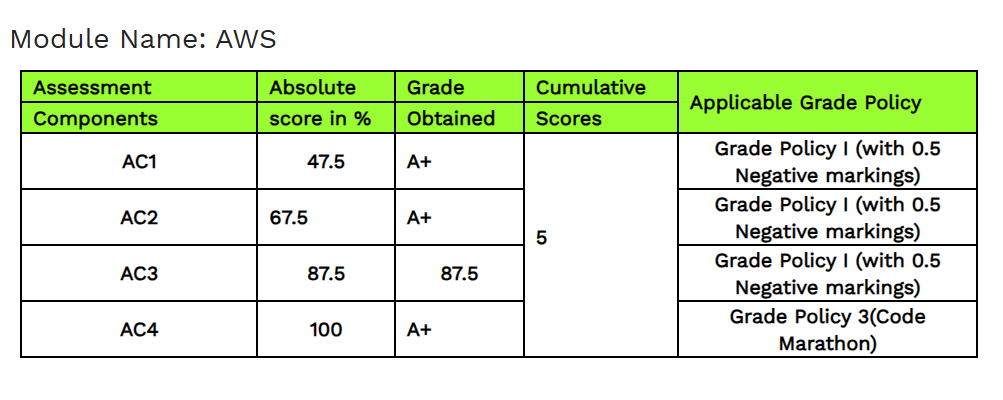 Module Name: AWS
Assessment Absolute Grade Cumulative Applicable Grade Policy
Components score in % Obtained Scores
AC1 47.5 A+ Grade Policy I (with 0.5
Negative markings)
AC2 67.5 A+ Grade Policy I (with 0.5
Negative markings)
5
AC3 87.5 87.5 Grade Policy I (with 0.5
Negative markings)
AC4 100 A+ Grade Policy 3(Code
Marathon)